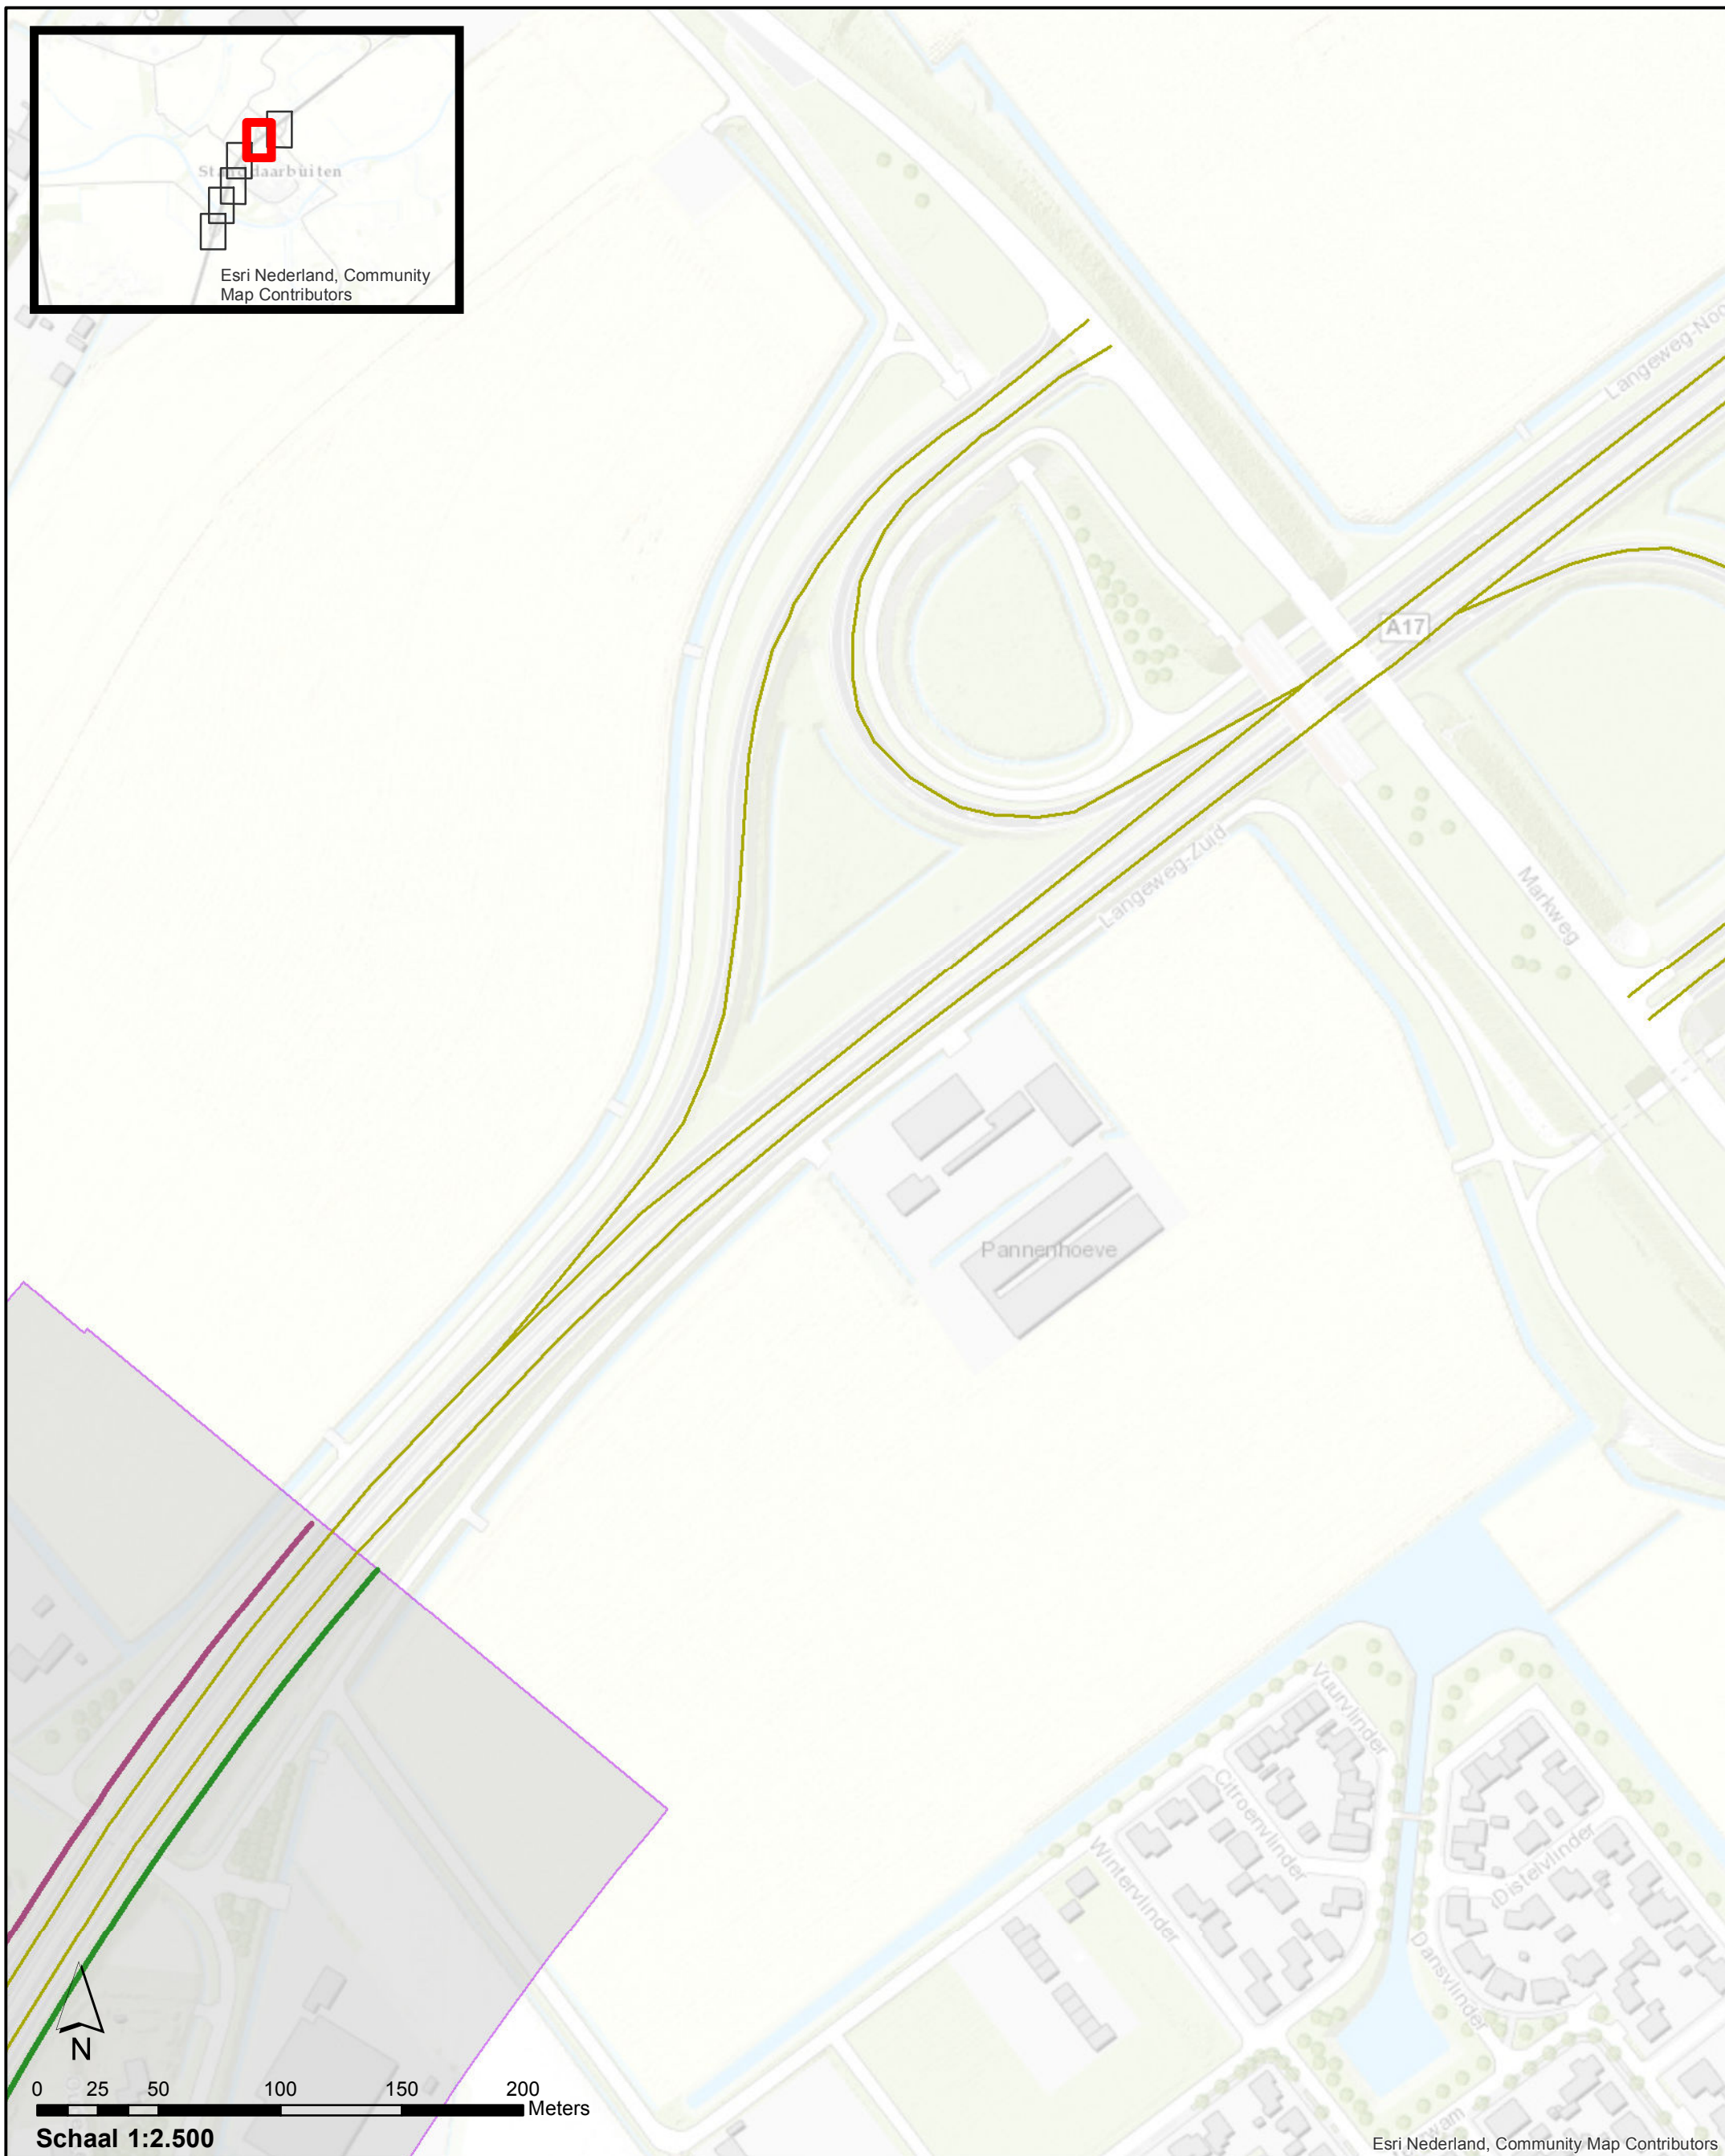 Standdaarbuiten
Esri Nederland, Community
Map Contributors
Langeweg-Noo
A17
Langeweg-Zuid
Markweg
Pannenhoeve
Vuurvlinder
Citroenvlinder
Wintervlinder
Distelvlinder
Dansvlinder
N
0 25 50 100 150 200
Meters
Schaal 1:2.500
Esri Nederland, Community Map Contributors